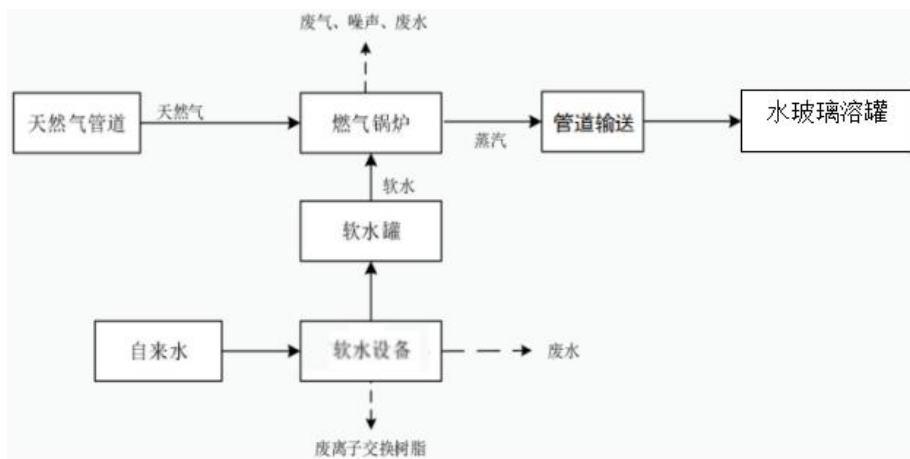 废气、噪声、废水
天然气管道
天然气
燃气锅炉
蒸汽
管道输送
水玻璃溶罐
软水
软水罐
自来水
软水设备
废水
废离子交换树脂